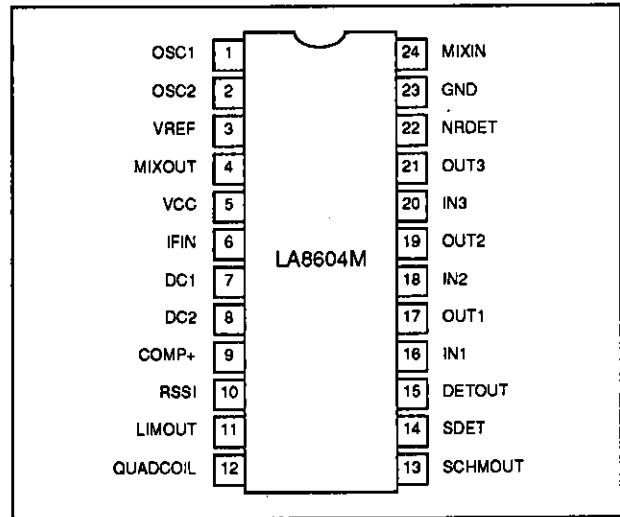 OSC1 1 24 MIXIN
OSC2 2 23 GND
VREF 3 22 NRDET
MIXOUT 4 21 OUT3
VCC 5 20 IN3
IFIN 6 19 OUT2
LA8604M
DC1 7 18 IN2
DC2 8 17 OUT1
COMP+ 9 16 IN1
RSSI 10 15 DETOUT
LIMOUT 11 14 SDET
QUADCOIL 12 13 SCHMOUT